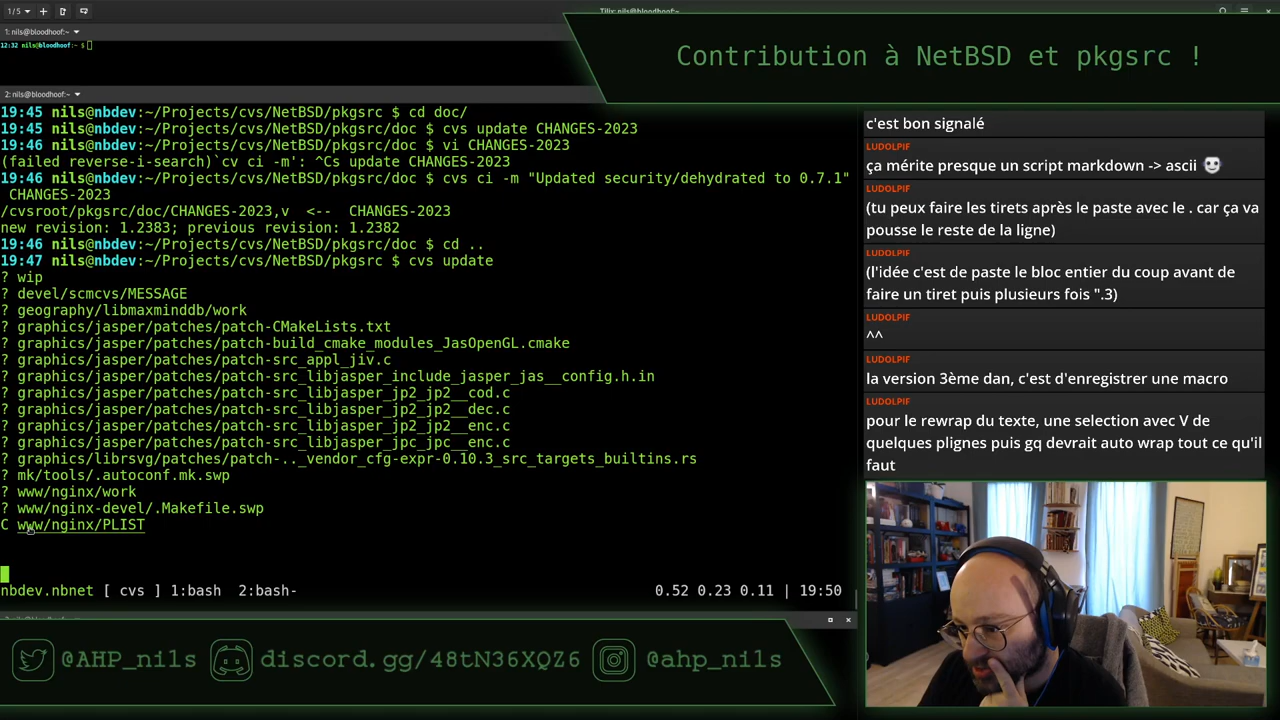 1/5
Tilix: nils@bloodhoof:~
1: nils@bloodhoof:~
12:32 nils@bloodhoof:~ $
Contribution à NetBSD et pkgsrc !
2: nils@bloodhoof:~
19:45 nils@nbdev:~/Projects/cvs/NetBSD/pkgsrc $ cd doc/
19:45 nils@nbdev:~/Projects/cvs/NetBSD/pkgsrc/doc $ cvs update CHANGES-2023
19:46 nils@nbdev:~/Projects/cvs/NetBSD/pkgsrc/doc $ vi CHANGES-2023
(failed reverse-i-search)`cv ci -m': ^Cs update CHANGES-2023
19:46 nils@nbdev:~/Projects/cvs/NetBSD/pkgsrc/doc $ cvs ci -m "Updated security/dehydrated to 0.7.1"
CHANGES-2023
/cvsroot/pkgsrc/doc/CHANGES-2023,v  <--  CHANGES-2023
new revision: 1.2383; previous revision: 1.2382
19:46 nils@nbdev:~/Projects/cvs/NetBSD/pkgsrc/doc $ cd ..
19:47 nils@nbdev:~/Projects/cvs/NetBSD/pkgsrc $ cvs update
? wip
? devel/scmcvs/MESSAGE
? geography/libmaxminddb/work
? graphics/jasper/patches/patch-CMakeLists.txt
? graphics/jasper/patches/patch-build_cmake_modules_JasOpenGL.cmake
? graphics/jasper/patches/patch-src_appl_jiv.c
? graphics/jasper/patches/patch-src_libjasper_include_jasper_jas__config.h.in
? graphics/jasper/patches/patch-src_libjasper_jp2_jp2__cod.c
? graphics/jasper/patches/patch-src_libjasper_jp2_jp2__dec.c
? graphics/jasper/patches/patch-src_libjasper_jp2_jp2__enc.c
? graphics/jasper/patches/patch-src_libjasper_jpc_jpc__enc.c
? graphics/librsvg/patches/patch-.._vendor_cfg-expr-0.10.3_src_targets_builtins.rs
? mk/tools/.autoconf.mk.swp
? www/nginx/work
? www/nginx-devel/.Makefile.swp
C www/nginx/PLIST
nbdev.nbnet [ cvs ] 1:bash  2:bash-
0.52 0.23 0.11 | 19:50
c'est bon signalé
LUDOLPIF
ça mérite presque un script markdown -> ascii
LUDOLPIF
(tu peux faire les tirets après le paste avec le . car ça va
pousse le reste de la ligne)
LUDOLPIF
(l'idée c'est de paste le bloc entier du coup avant de
faire un tiret puis plusieurs fois ".3)
LUDOLPIF
^^
LUDOLPIF
la version 3ème dan, c'est d'enregistrer une macro
LUDOLPIF
pour le rewrap du texte, une selection avec V de
quelques plignes puis gq devrait auto wrap tout ce qu'il
faut
@AHP_nils
discord.gg/48tN36XQZ6
@ahp_nils